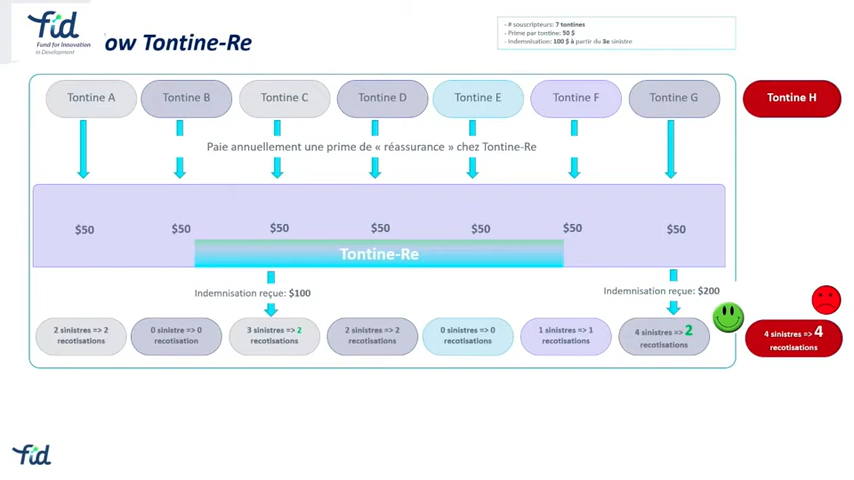 fid
Fund for Innovation
in Development
ow Tontine-Re
- # souscripteurs: 7 tontines
- Prime par tontine: 50 $
- Indemnisation: 100 $ à partir du 3e sinistre
Tontine A
Tontine B
Tontine C
Tontine D
Tontine E
Tontine F
Tontine G
Tontine H
Paie annuellement une prime de « réassurance » chez Tontine-Re
$50
$50
$50
$50
$50
$50
$50
Tontine-Re
Indemnisation reçue: $100
Indemnisation reçue: $200
2 sinistres => 2
recotisations
0 sinistre => 0
recotisation
3 sinistres => 2
recotisations
2 sinistres => 2
recotisations
0 sinistres => 0
recotisations
1 sinistres => 1
recotisations
4 sinistres => 2
recotisations
4 sinistres => 4
recotisations
fid